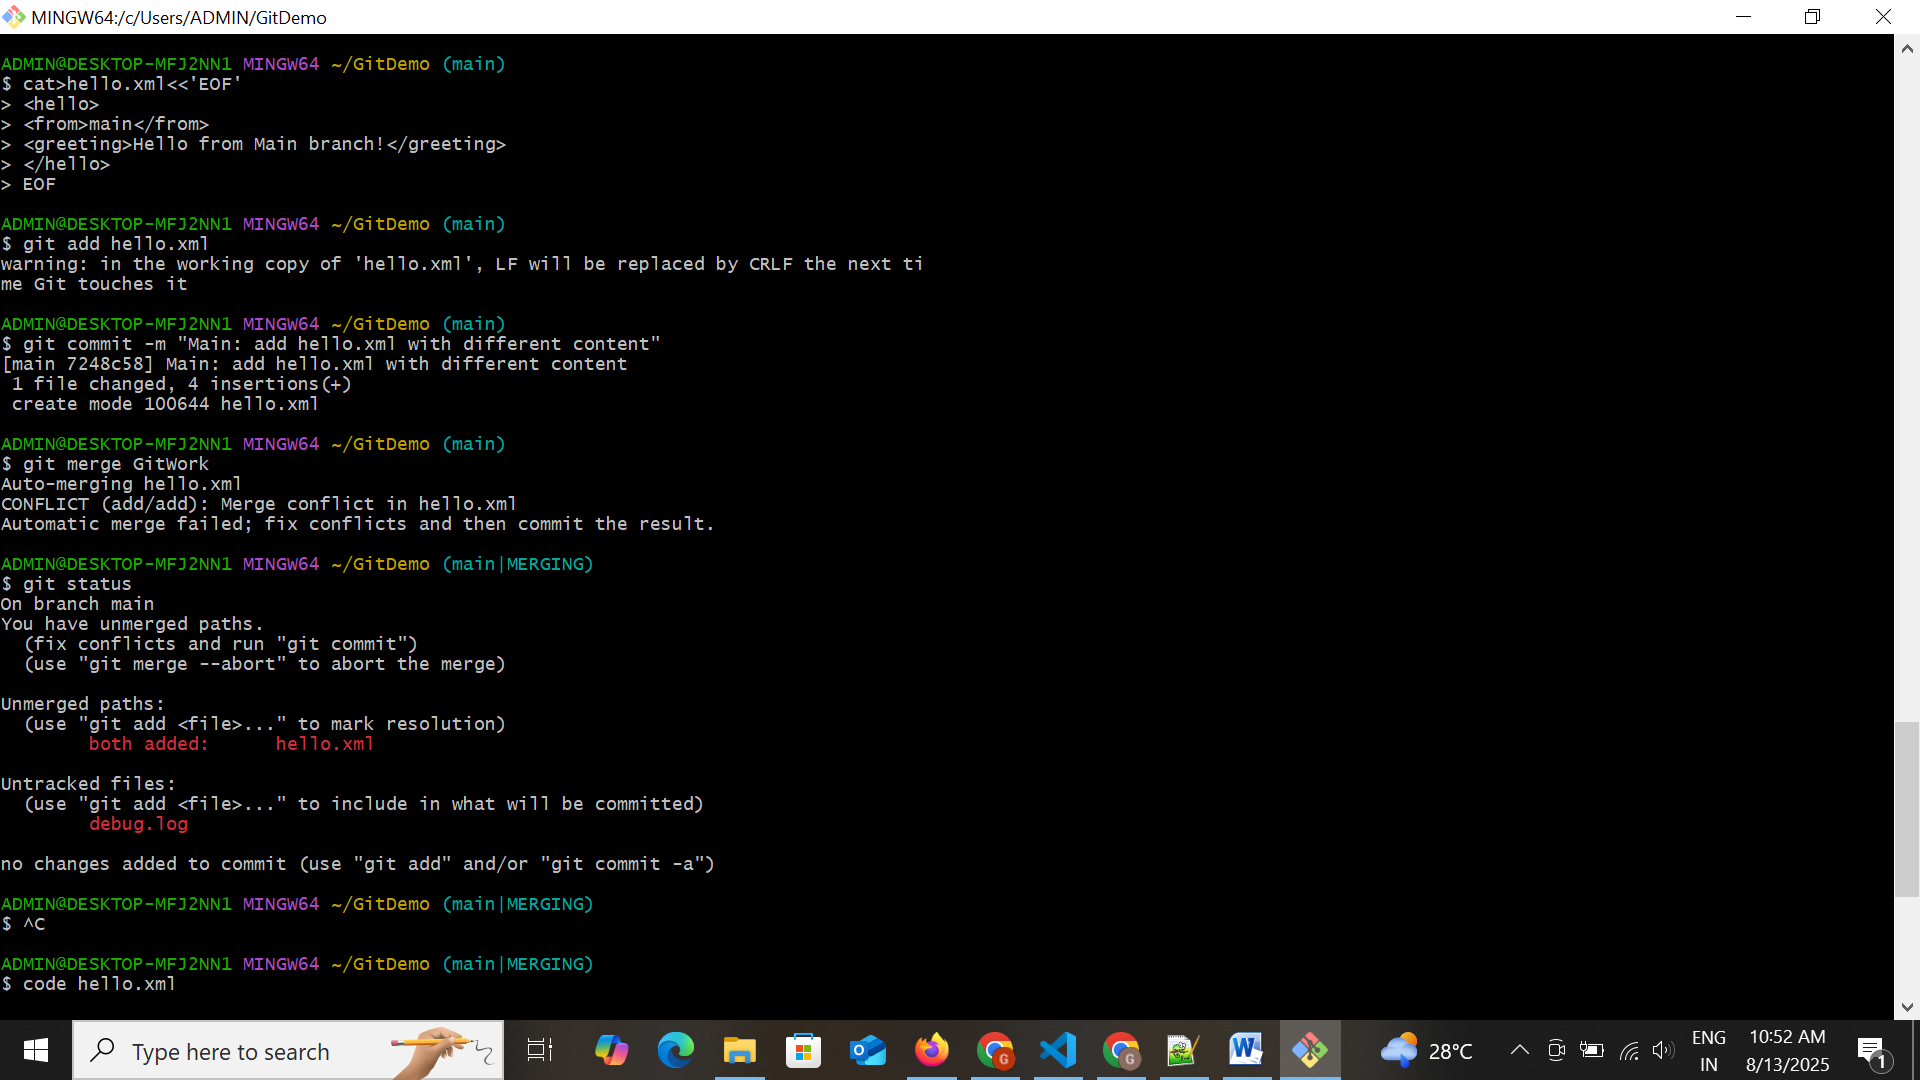 MINGW64:/c/Users/ADMIN/GitDemo
ADMIN@DESKTOP-MFJ2NN1 MINGW64 ~/GitDemo (main)
$ cat>hello.xml<<'EOF'
> <hello>
> <from>main</from>
> <greeting>Hello from Main branch!</greeting>
> </hello>
> EOF
ADMIN@DESKTOP-MFJ2NN1 MINGW64 ~/GitDemo (main)
$ git add hello.xml
warning: in the working copy of 'hello.xml', LF will be replaced by CRLF the next ti
me Git touches it
ADMIN@DESKTOP-MFJ2NN1 MINGW64 ~/GitDemo (main)
$ git commit -m "Main: add hello.xml with different content"
[main 7248c58] Main: add hello.xml with different content
 1 file changed, 4 insertions(+)
 create mode 100644 hello.xml
ADMIN@DESKTOP-MFJ2NN1 MINGW64 ~/GitDemo (main)
$ git merge GitWork
Auto-merging hello.xml
CONFLICT (add/add): Merge conflict in hello.xml
Automatic merge failed; fix conflicts and then commit the result.
ADMIN@DESKTOP-MFJ2NN1 MINGW64 ~/GitDemo (main|MERGING)
$ git status
On branch main
You have unmerged paths.
  (fix conflicts and run "git commit")
  (use "git merge --abort" to abort the merge)
Unmerged paths:
  (use "git add <file>..." to mark resolution)
        both added:      hello.xml
Untracked files:
  (use "git add <file>..." to include in what will be committed)
        debug.log
no changes added to commit (use "git add" and/or "git commit -a")
ADMIN@DESKTOP-MFJ2NN1 MINGW64 ~/GitDemo (main|MERGING)
$ ^C
ADMIN@DESKTOP-MFJ2NN1 MINGW64 ~/GitDemo (main|MERGING)
$ code hello.xml
Type here to search
28°C
ENG
IN
10:52 AM
8/13/2025
1